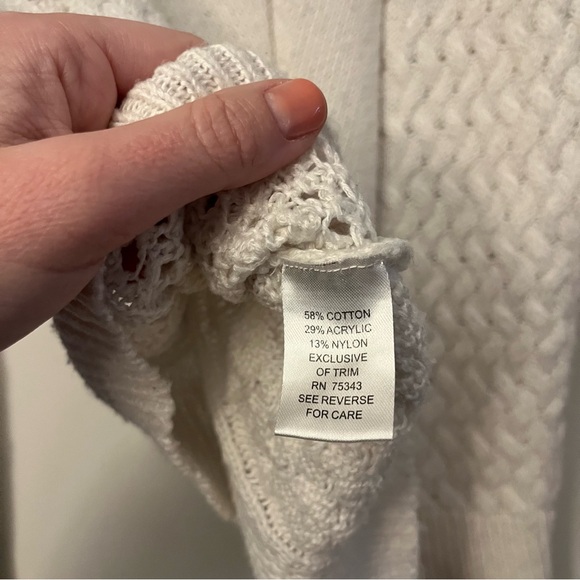 58% COTTON
29% ACRYLIC
13% NYLON
EXCLUSIVE
OF TRIM
RN 75343
SEE REVERSE
FOR CARE